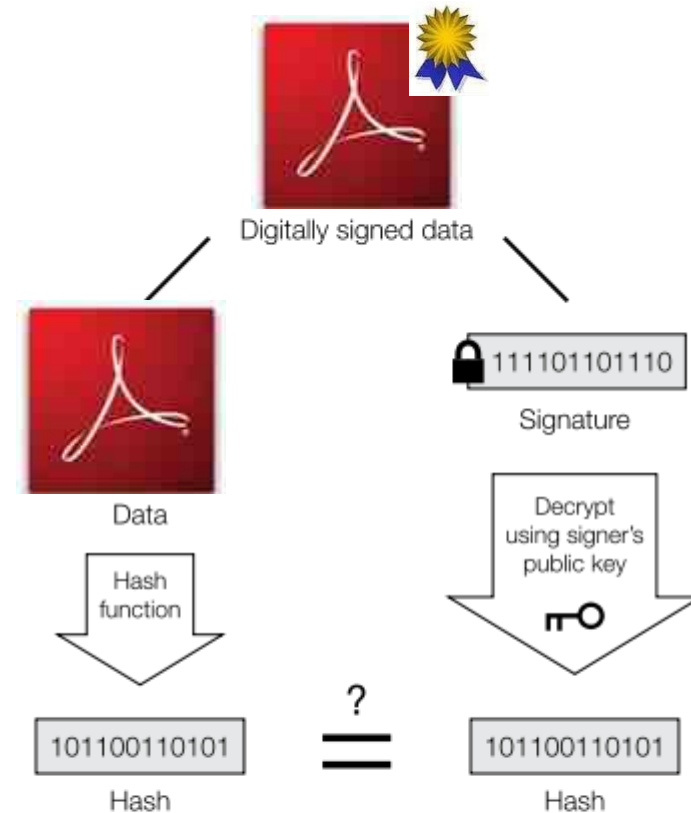 Digitally signed data
111101101110
Signature
Data
Decrypt
using signer's
public key
Hash
function
?
101100110101
101100110101
Hash
Hash